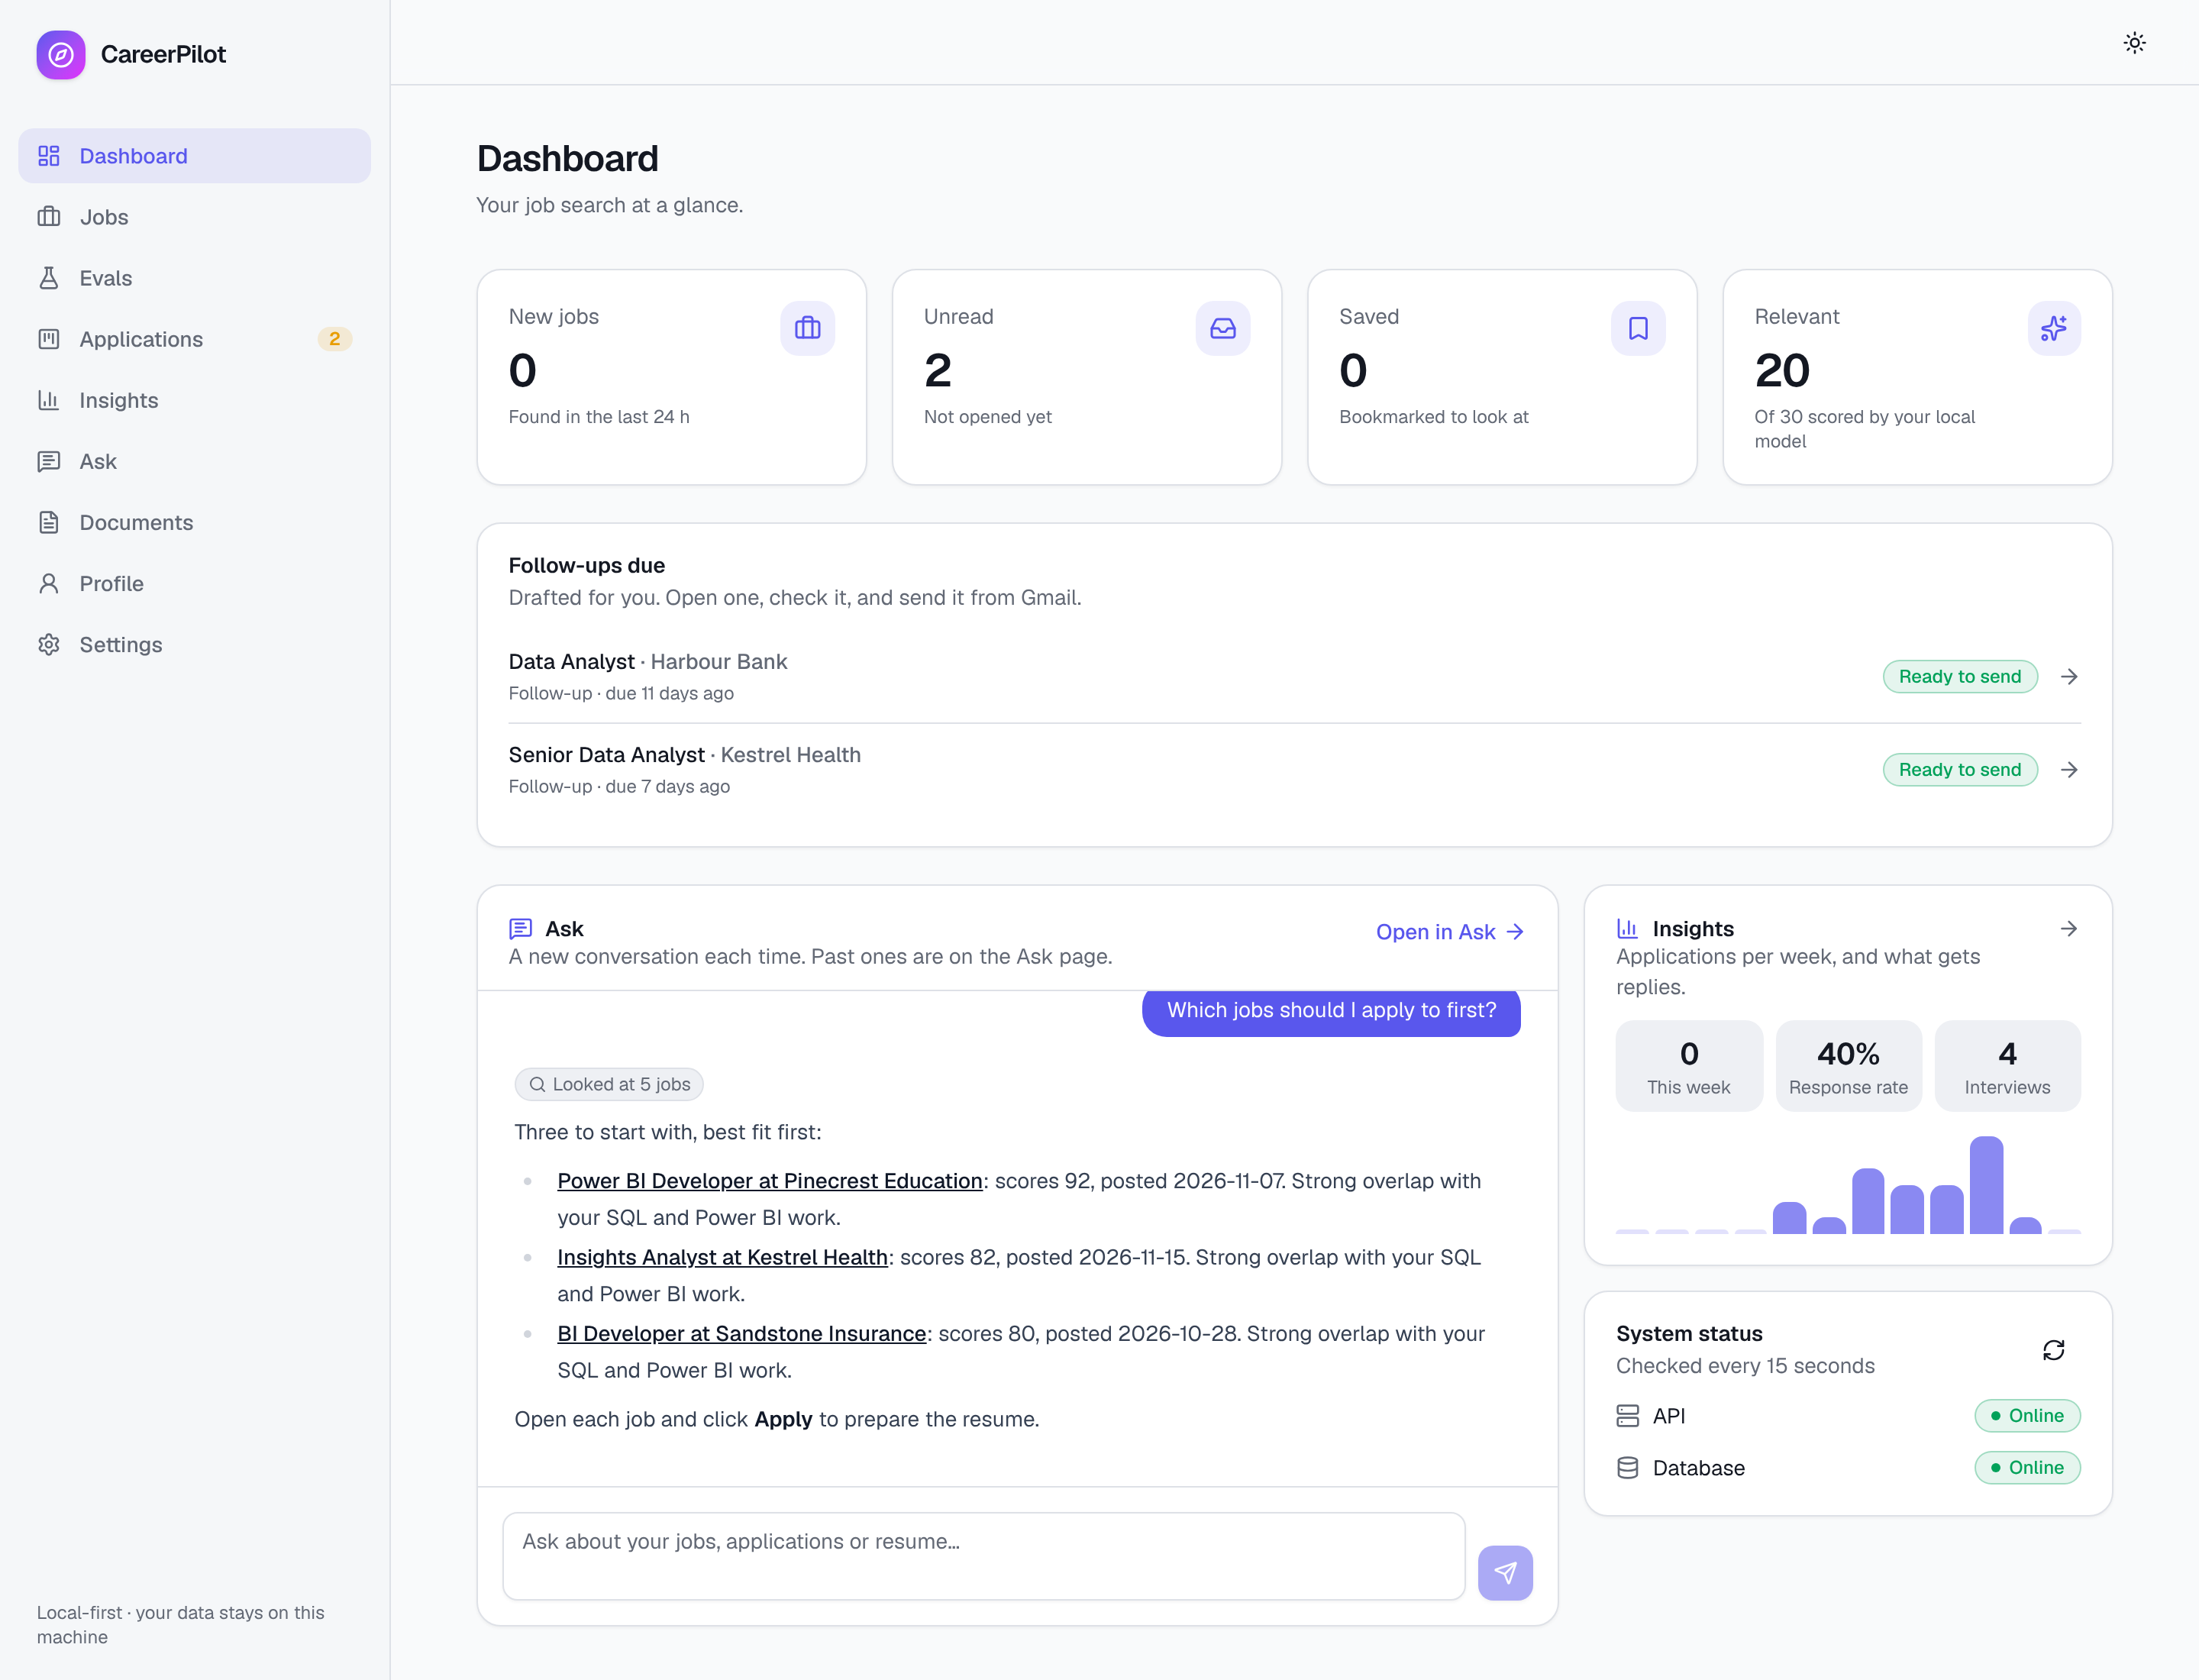 CareerPilot
Dashboard
Jobs
Evals
Applications 2
Insights
Ask
Documents
Profile
Settings
Local-first · your data stays on this
machine
Dashboard
Your job search at a glance.
New jobs
0
Found in the last 24 h
Unread
2
Not opened yet
Saved
0
Bookmarked to look at
Relevant
20
Of 30 scored by your local
model
Follow-ups due
Drafted for you. Open one, check it, and send it from Gmail.
Data Analyst · Harbour Bank
Follow-up · due 11 days ago
Ready to send
Senior Data Analyst · Kestrel Health
Follow-up · due 7 days ago
Ready to send
Ask
Open in Ask
A new conversation each time. Past ones are on the Ask page.
Which jobs should I apply to first?
Looked at 5 jobs
Three to start with, best fit first:
Power BI Developer at Pinecrest Education: scores 92, posted 2026-11-07. Strong overlap with
your SQL and Power BI work.
Insights Analyst at Kestrel Health: scores 82, posted 2026-11-15. Strong overlap with your SQL
and Power BI work.
BI Developer at Sandstone Insurance: scores 80, posted 2026-10-28. Strong overlap with your
SQL and Power BI work.
Open each job and click Apply to prepare the resume.
Ask about your jobs, applications or resume…
Insights
Applications per week, and what gets
replies.
0
This week
40%
Response rate
4
Interviews
System status
Checked every 15 seconds
API
Online
Database
Online